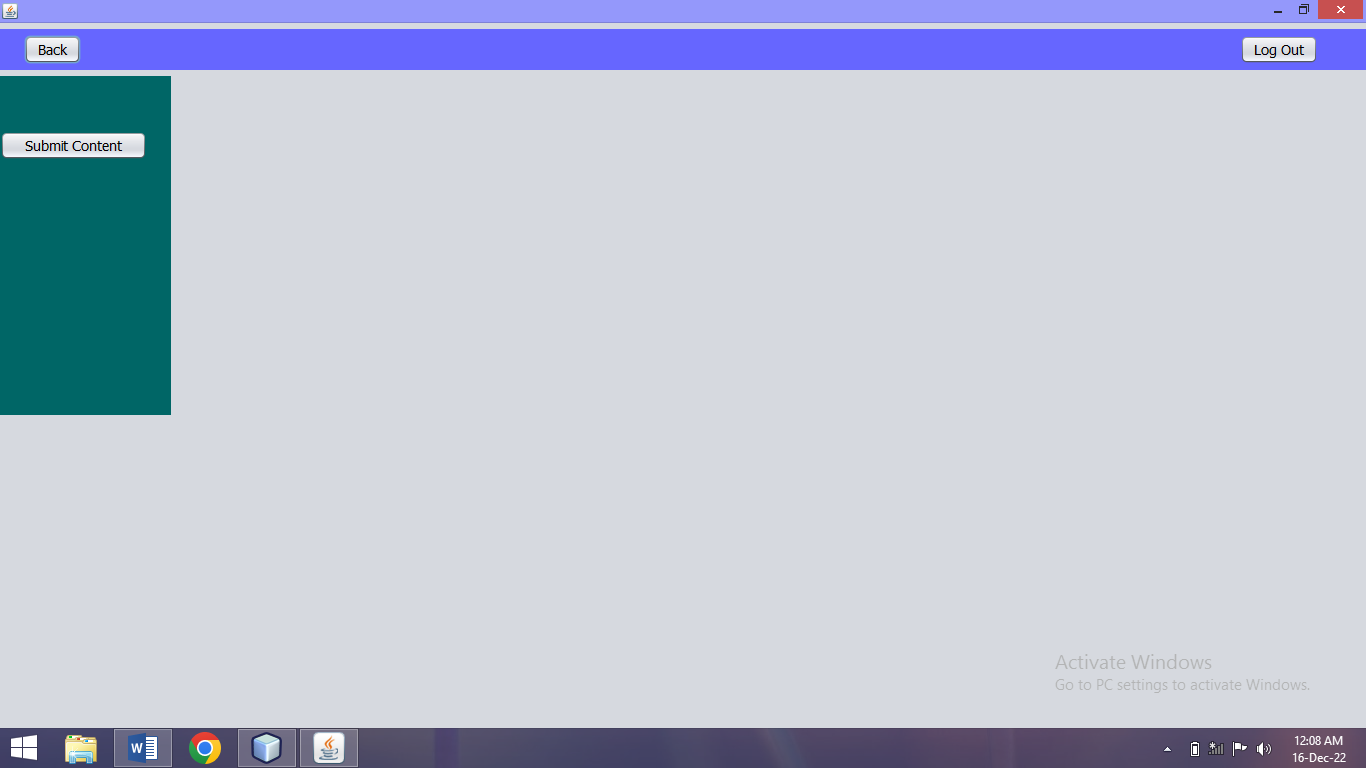 Back
Log Out
Submit Content
Activate Windows
Go to PC settings to activate Windows.
W
12:08 AM
16-Dec-22